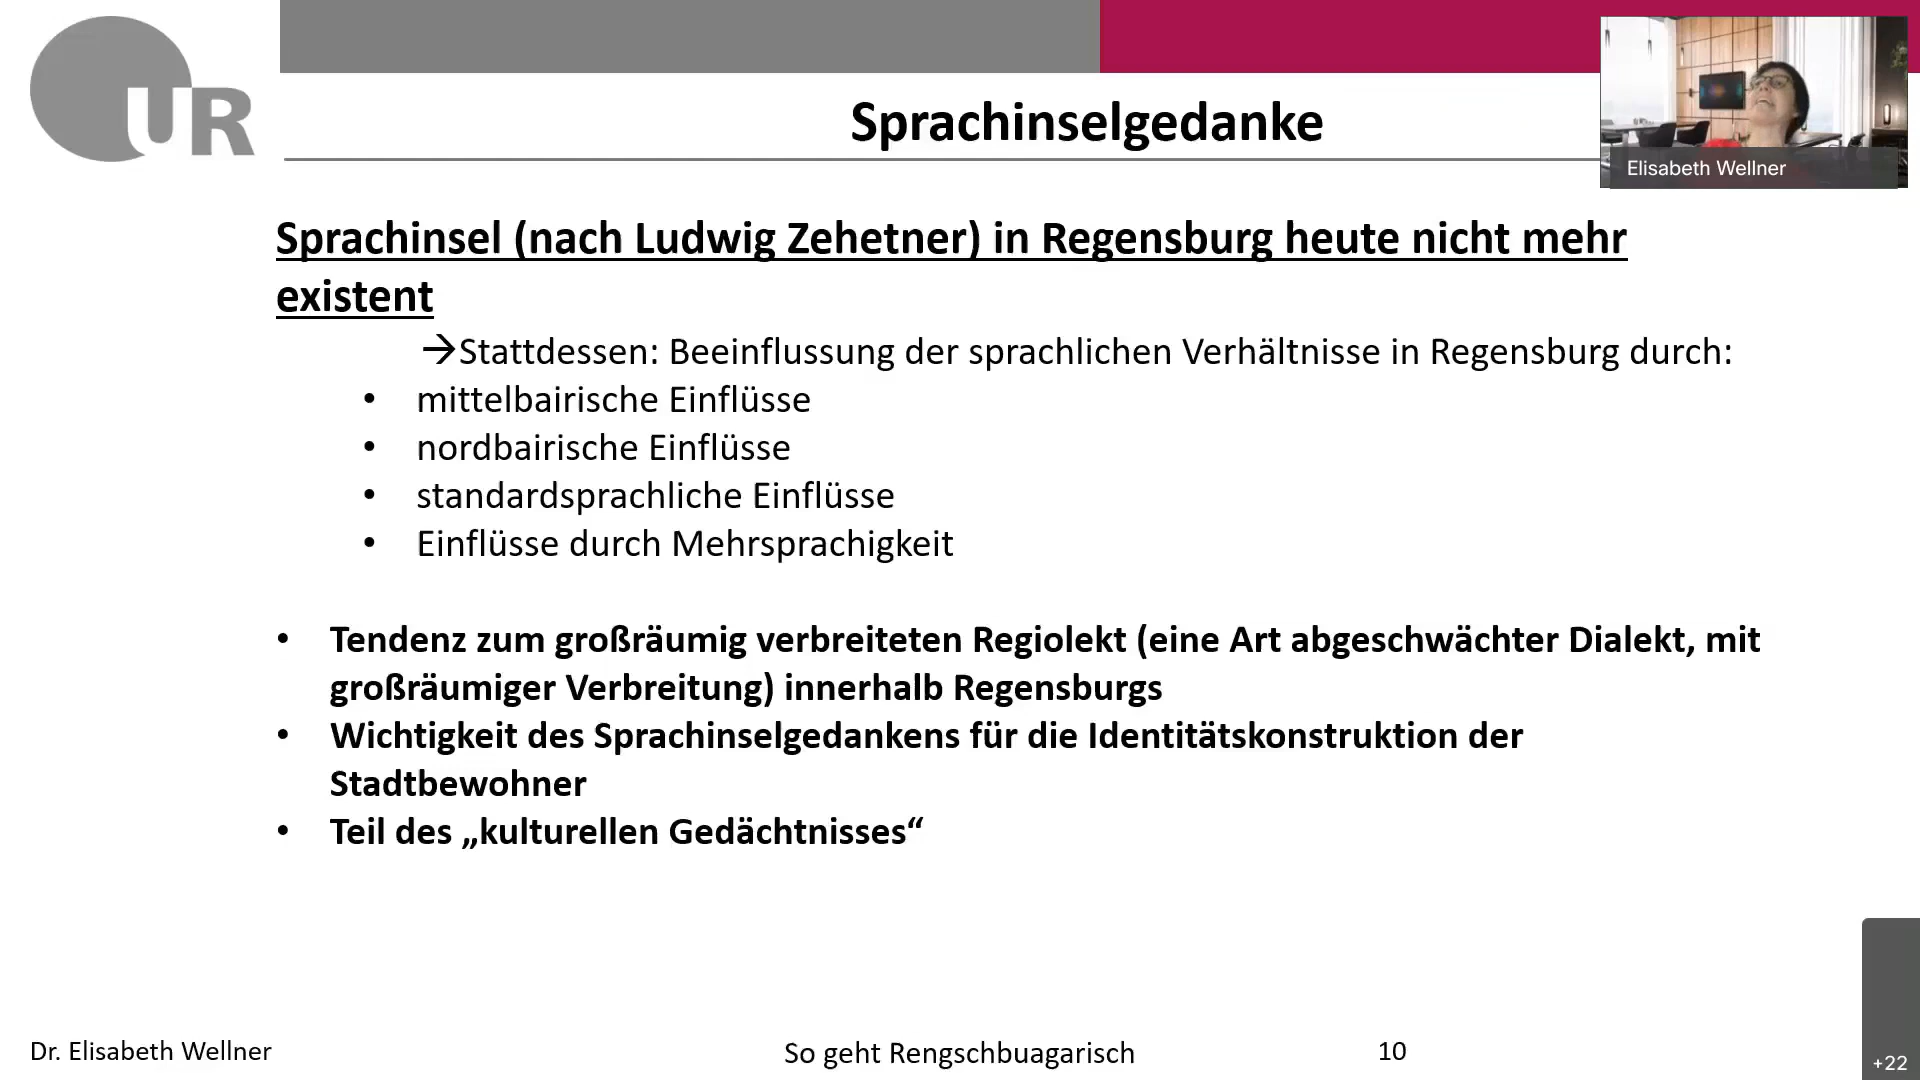 UR
Sprachinselgedanke
Elisabeth Wellner
Sprachinsel (nach Ludwig Zehetner) in Regensburg heute nicht mehr
existent
→Stattdessen: Beeinflussung der sprachlichen Verhältnisse in Regensburg durch:
• mittelbairische Einflüsse
• nordbairische Einflüsse
• standardsprachliche Einflüsse
• Einflüsse durch Mehrsprachigkeit
• Tendenz zum großräumig verbreiteten Regiolekt (eine Art abgeschwächter Dialekt, mit
großräumiger Verbreitung) innerhalb Regensburgs
• Wichtigkeit des Sprachinselgedankens für die Identitätskonstruktion der
Stadtbewohner
• Teil des „kulturellen Gedächtnisses“
Dr. Elisabeth Wellner
So geht Rengschbuagarisch
10
+22